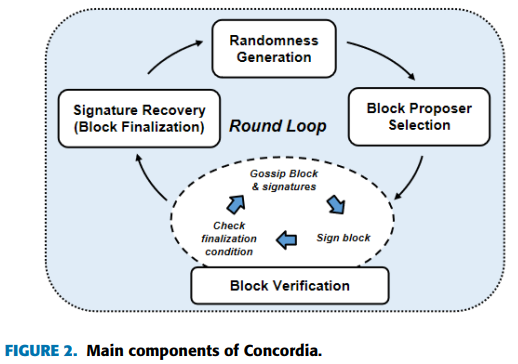 Randomness
Generation
Signature Recovery
(Block Finalization)
Round Loop
Block Proposer
Selection
Gossip Block
& signatures
Check
finalization
condition
Sign block
Block Verification
FIGURE 2. Main components of Concordia.